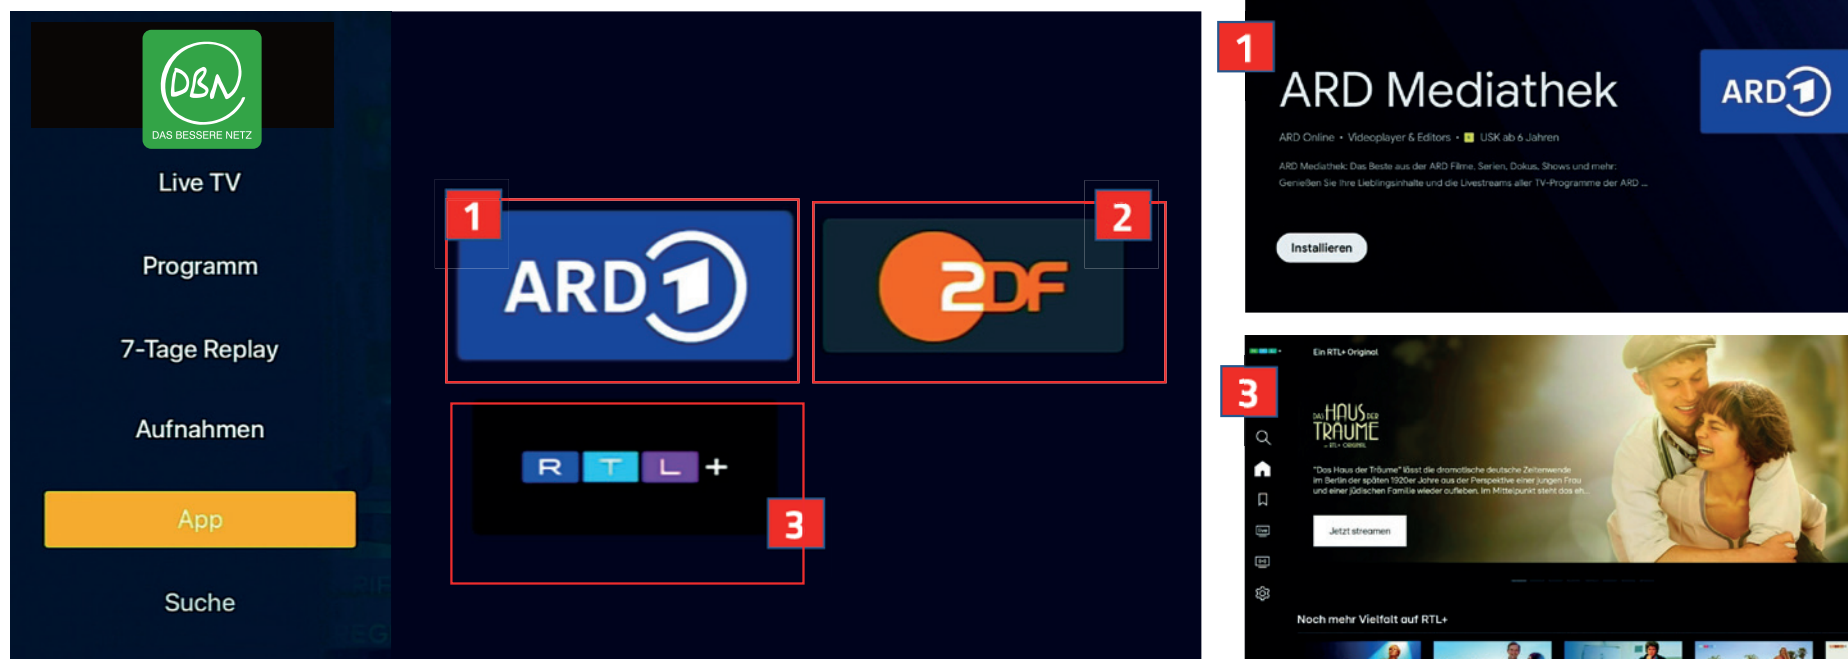 DBN
DAS BESSERE NETZ
Live TV
Programm
7-Tage Replay
Aufnahmen
App
Suche
1
ARD 1
2
ZDF
RTL+
3
1
ARD Mediathek
ARD 1
ARD Online • Videoplayer & Editors • USK ab 6 Jahren
ARD Mediathek: Das Beste aus der ARD Filme, Serien, Dokus, Shows und mehr:
Genießen Sie Ihre Lieblingsinhalte und die Livestreams aller TV-Programme der ARD ...
Installieren
Ein RTL+ Original
3
DAS HAUS DER
TRÄUME
RTL+ ORIGINAL
"Das Haus der Träume" lässt die dramatische deutsche Zeitenwende
im Berlin der späten 1920er Jahre aus der Perspektive einer jungen Frau
und einer jüdischen Familie wieder aufleben. Im Mittelpunkt steht das eh...
Jetzt streamen
Noch mehr Vielfalt auf RTL+